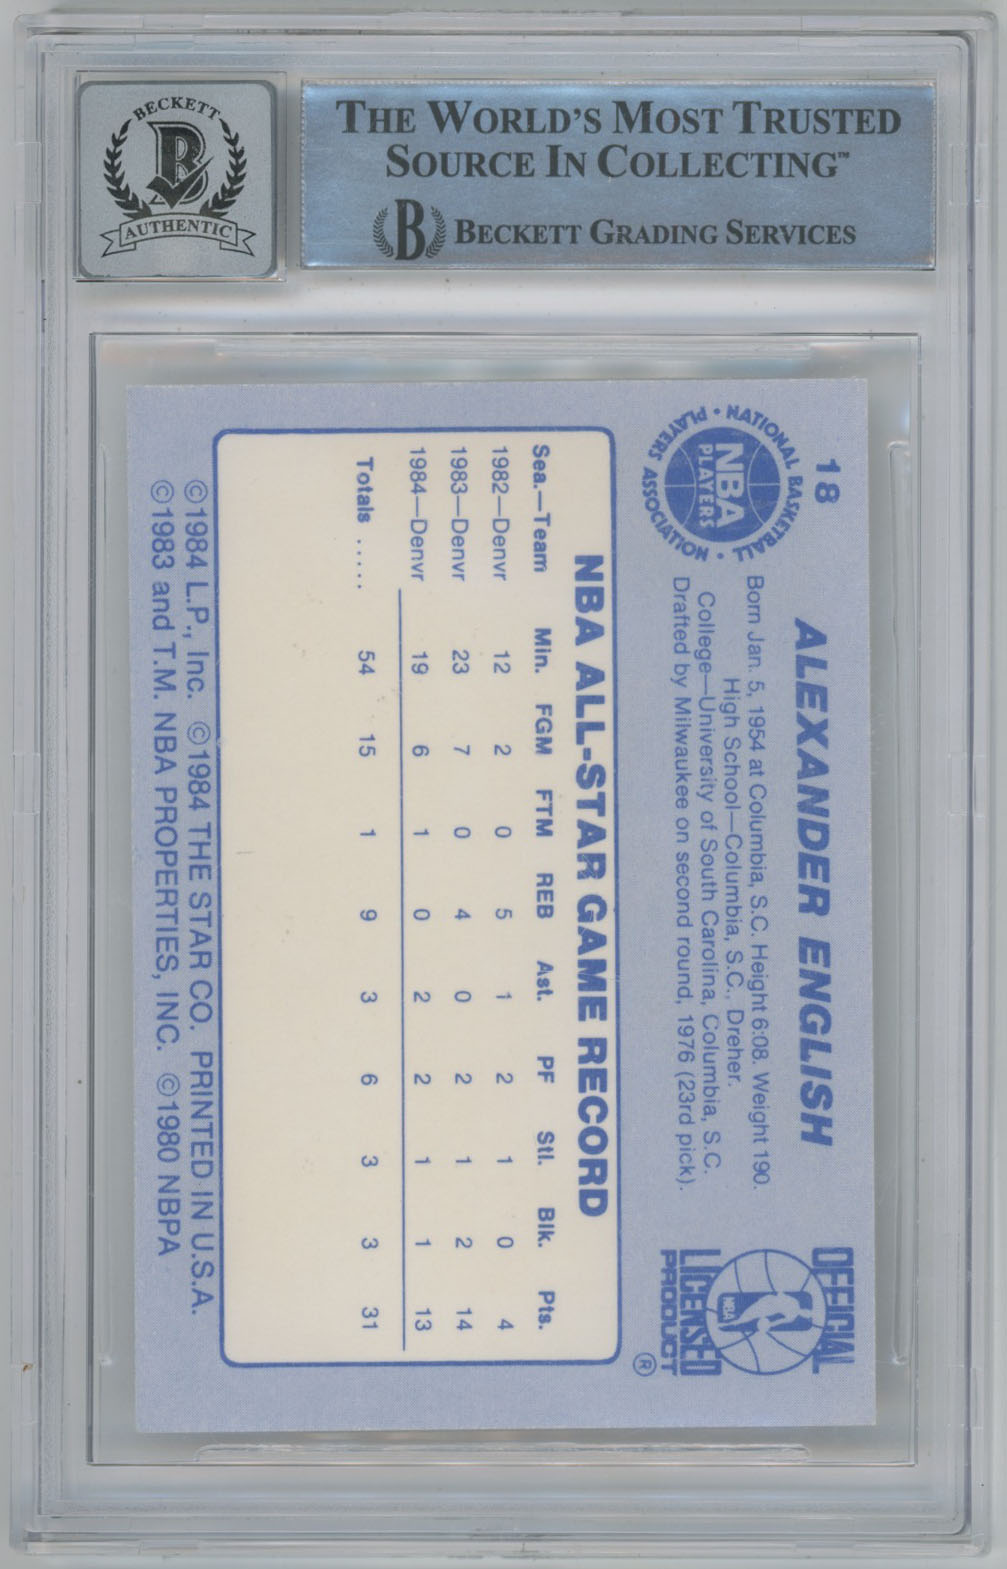 BECKETT
B
AUTHENTIC
THE WORLD'S MOST TRUSTED
SOURCE IN COLLECTING™
B BECKETT GRADING SERVICES
18
NATIONAL BASKETBALL PLAYERS ASSOCIATION
NBA
PLAYERS
ALEXANDER ENGLISH
Born Jan. 5, 1954 at Columbia, S.C. Height 6:08. Weight 190.
High School—Columbia, S.C., Dreher.
College—University of South Carolina, Columbia, S.C.
Drafted by Milwaukee on second round, 1976 (23rd pick).
OFFICIAL
NBA
LICENSED
PRODUCT ®
NBA ALL-STAR GAME RECORD
Sea.—Team Min. FGM FTM REB Ast. PF Stl. Blk. Pts.
1982—Denvr 12 2 0 5 1 2 1 0 4
1983—Denvr 23 7 0 4 0 2 1 2 14
1984—Denvr 19 6 1 0 2 2 1 1 13
Totals ..... 54 15 1 9 3 6 3 3 31
©1984 L.P., Inc. ©1984 THE STAR CO. PRINTED IN U.S.A.
©1983 and T.M. NBA PROPERTIES, INC. ©1980 NBPA